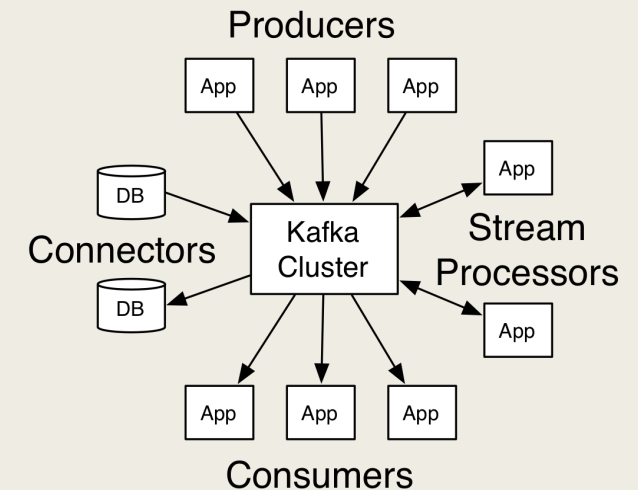 Producers
App
App
App
DB
App
Kafka
Cluster
Connectors
Stream
Processors
DB
App
App
App
App
Consumers